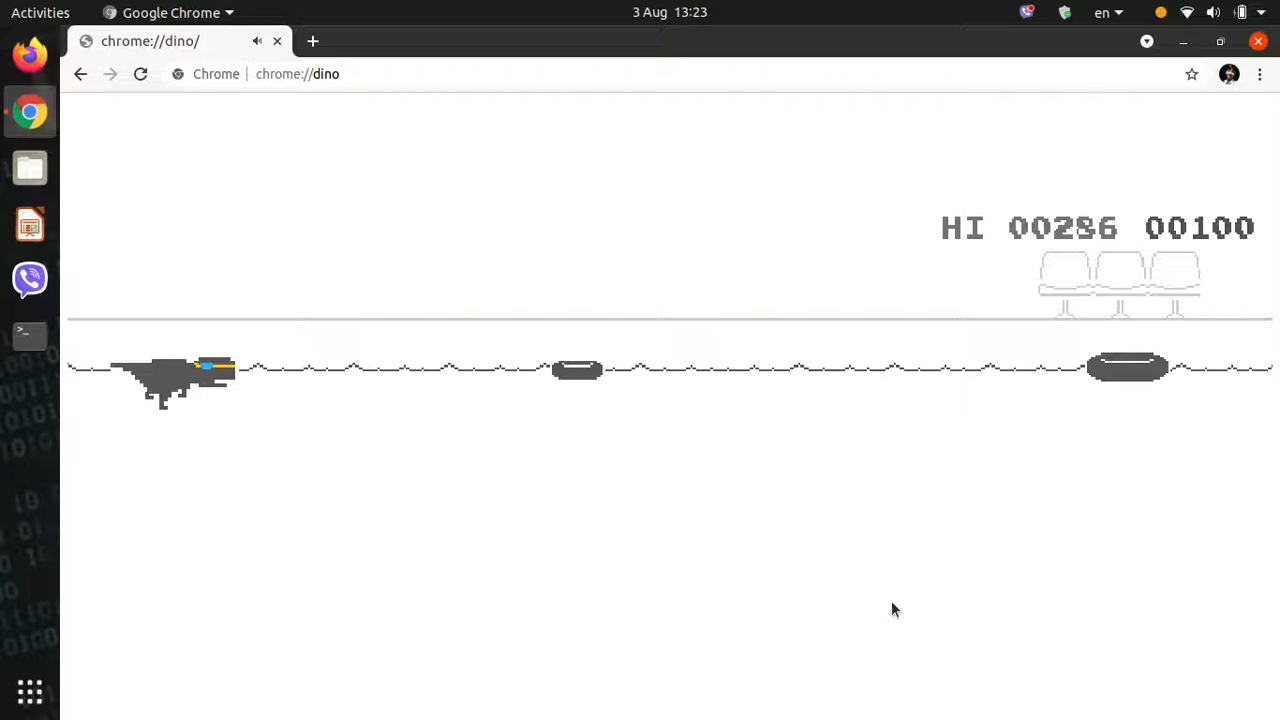 Activities Google Chrome 3 Aug 13:23 en
chrome://dino/
Chrome chrome://dino
HI 00286 00100